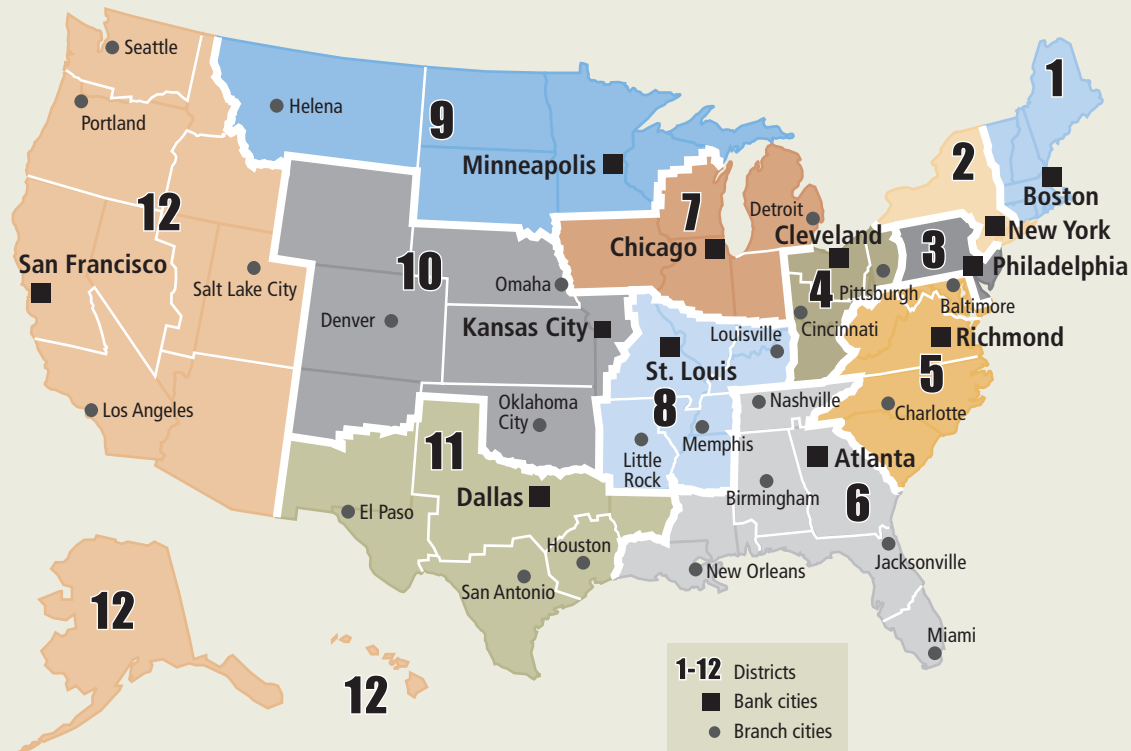 Seattle
Portland
12
San Francisco
Salt Lake City
Los Angeles
Helena
9
Minneapolis
10
Omaha
Denver
Kansas City
Oklahoma
City
11
Dallas
El Paso
Houston
San Antonio
7
Chicago
Detroit
Cleveland
4
Pittsburgh
Cincinnati
Louisville
St. Louis
8
Memphis
Little
Rock
1
Boston
2
New York
3
Philadelphia
Baltimore
Richmond
5
Charlotte
Nashville
Atlanta
Birmingham
6
Jacksonville
New Orleans
Miami
12
12
1-12 Districts
Bank cities
Branch cities